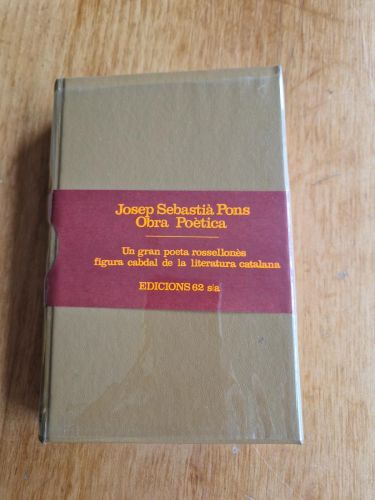 Josep Sebastià Pons
Obra Poètica
Un gran poeta rossellonès
figura cabdal de la literatura catalana
EDICIONS 62 s/a